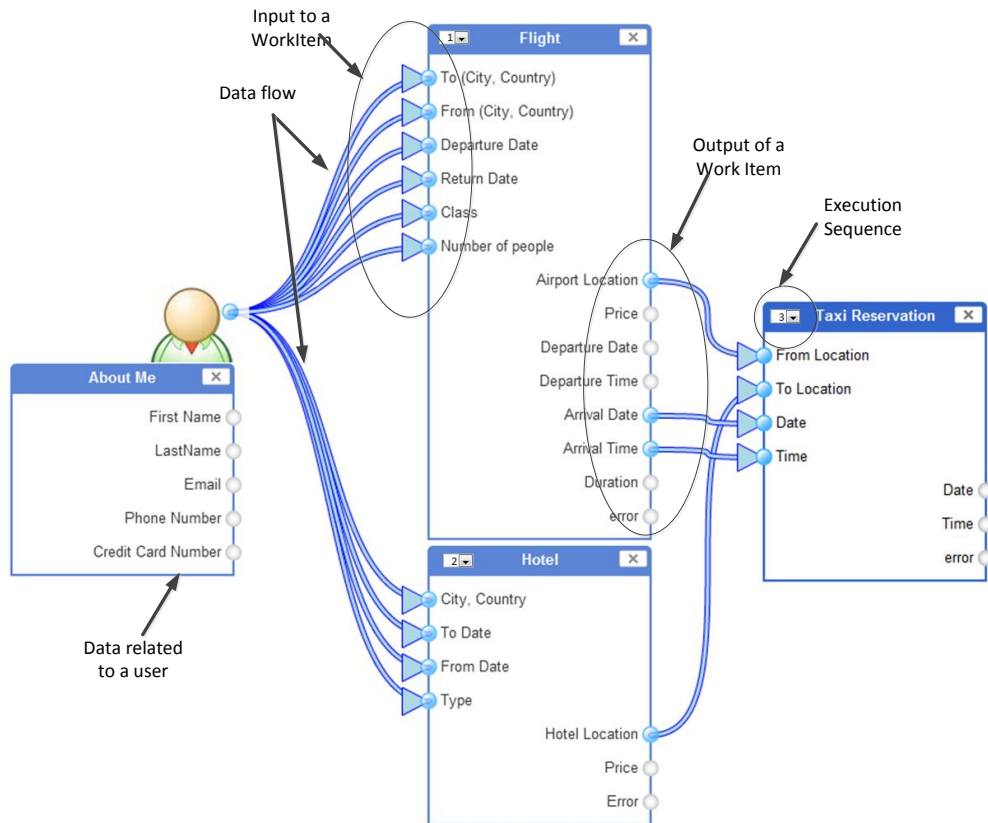 Input to a
WorkItem
Data flow
1
Flight
To (City, Country)
From (City, Country)
Departure Date
Return Date
Class
Number of people
Airport Location
Price
Departure Date
Departure Time
Arrival Date
Arrival Time
Duration
error
Output of a
Work Item
Execution
Sequence
3
Taxi Reservation
From Location
To Location
Date
Time
Date
Time
error
About Me
First Name
LastName
Email
Phone Number
Credit Card Number
Data related
to a user
2
Hotel
City, Country
To Date
From Date
Type
Hotel Location
Price
Error